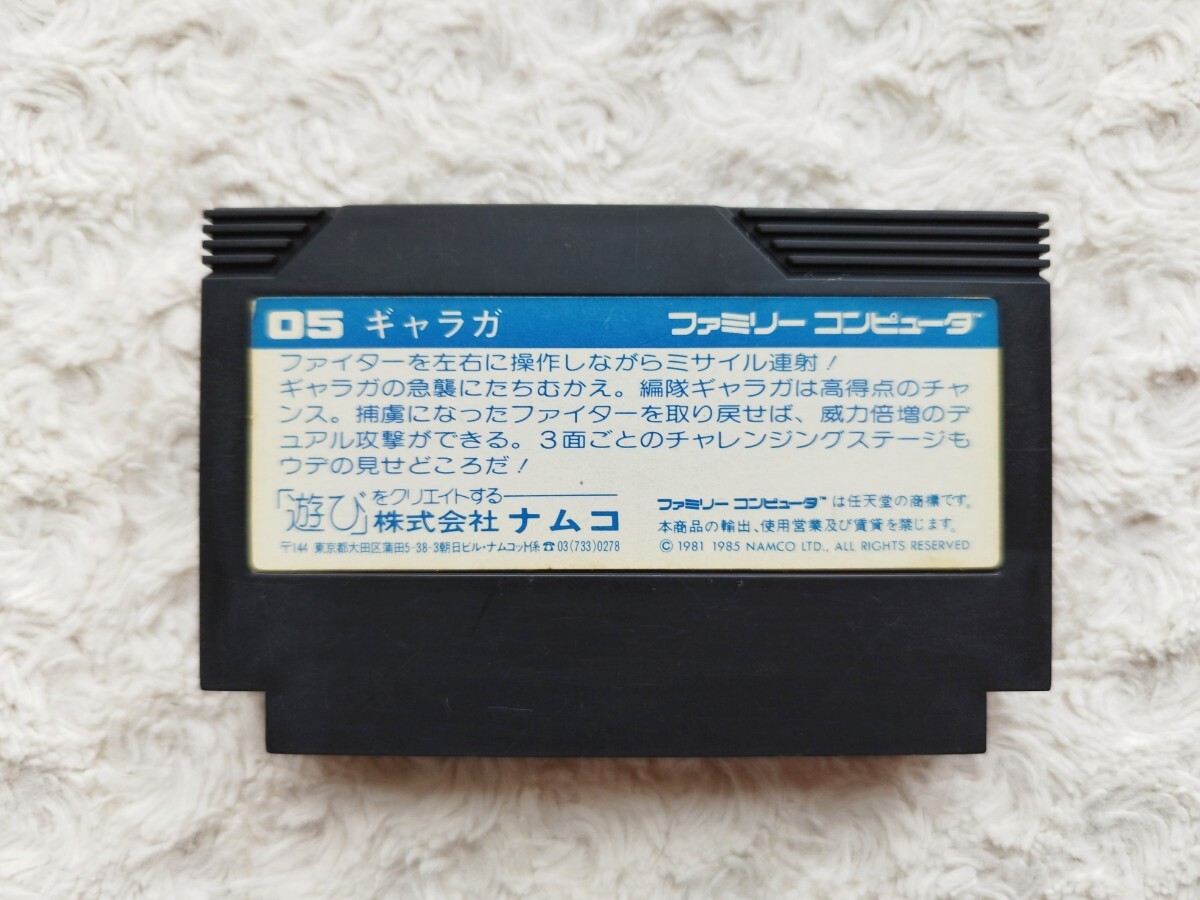 05 ギャラガ ファミリー コンピュータ™
ファイターを左右に操作しながらミサイル連射!
ギャラガの急襲にたちむかえ。編隊ギャラガは高得点のチャ
ンス。捕虜になったファイターを取り戻せば、威力倍増のデ
ュアル攻撃ができる。3面ごとのチャレンジングステージも
ウデの見せどころだ!
「遊び」をクリエイトする
株式会社 ナムコ
〒144 東京都大田区蒲田5-38-3朝日ビル・ナムコット係 ☎03(733)0278
ファミリー コンピュータ™は任天堂の商標です。
本商品の輸出、使用営業及び賃貸を禁じます。
© 1981 1985 NAMCO LTD., ALL RIGHTS RESERVED